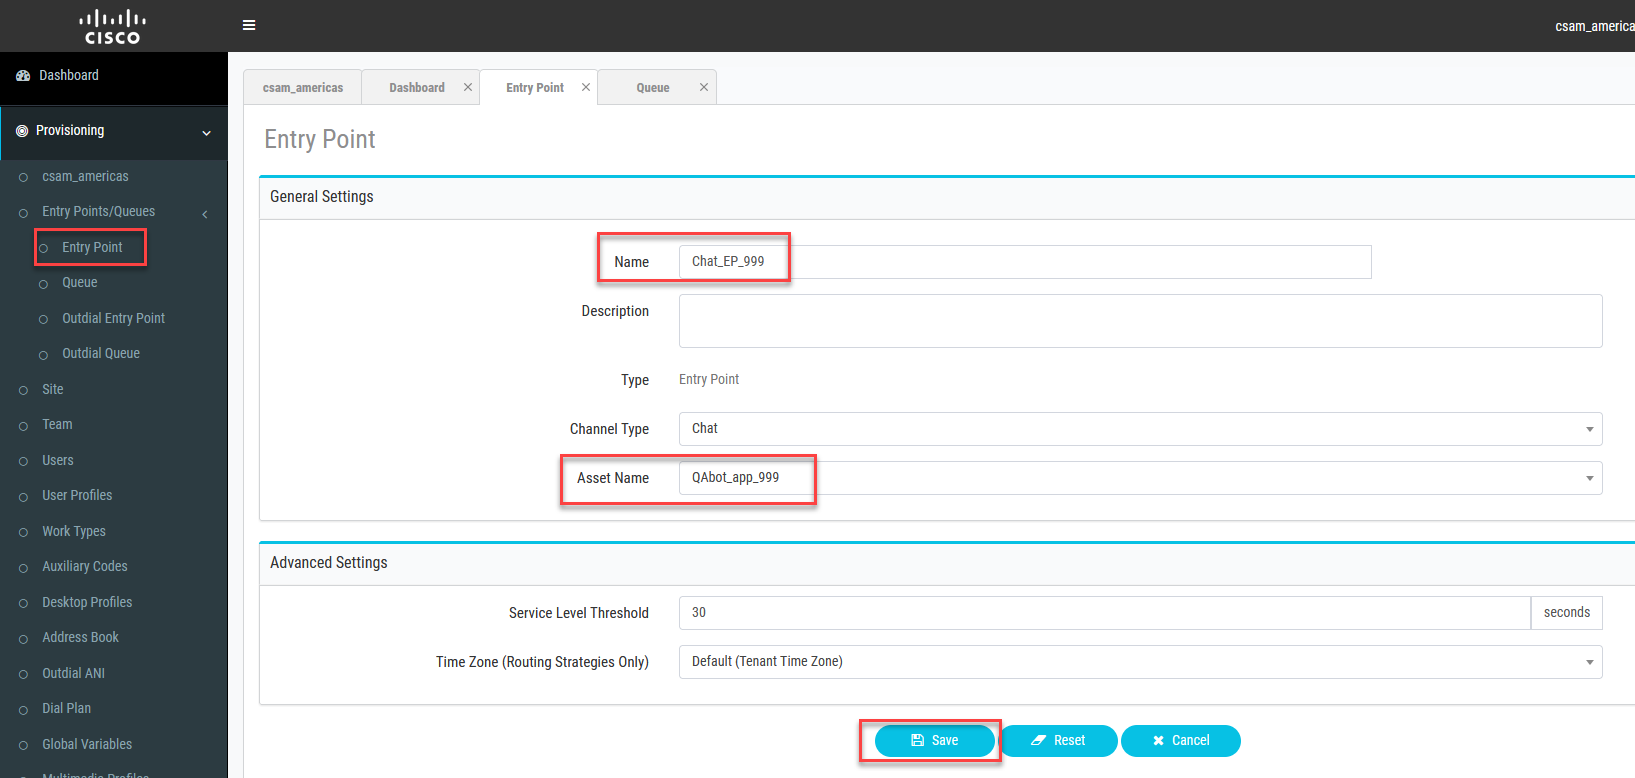 CISCO
csam_america
Dashboard
Provisioning
csam_americas
Entry Points/Queues
Entry Point
Queue
Outdial Entry Point
Outdial Queue
Site
Team
Users
User Profiles
Work Types
Auxiliary Codes
Desktop Profiles
Address Book
Outdial ANI
Dial Plan
Global Variables
Multimedia Profiles
csam_americas Dashboard Entry Point Queue
Entry Point
General Settings
Name Chat_EP_999
Description
Type Entry Point
Channel Type Chat
Asset Name QAbot_app_999
Advanced Settings
Service Level Threshold 30 seconds
Time Zone (Routing Strategies Only) Default (Tenant Time Zone)
Save Reset Cancel